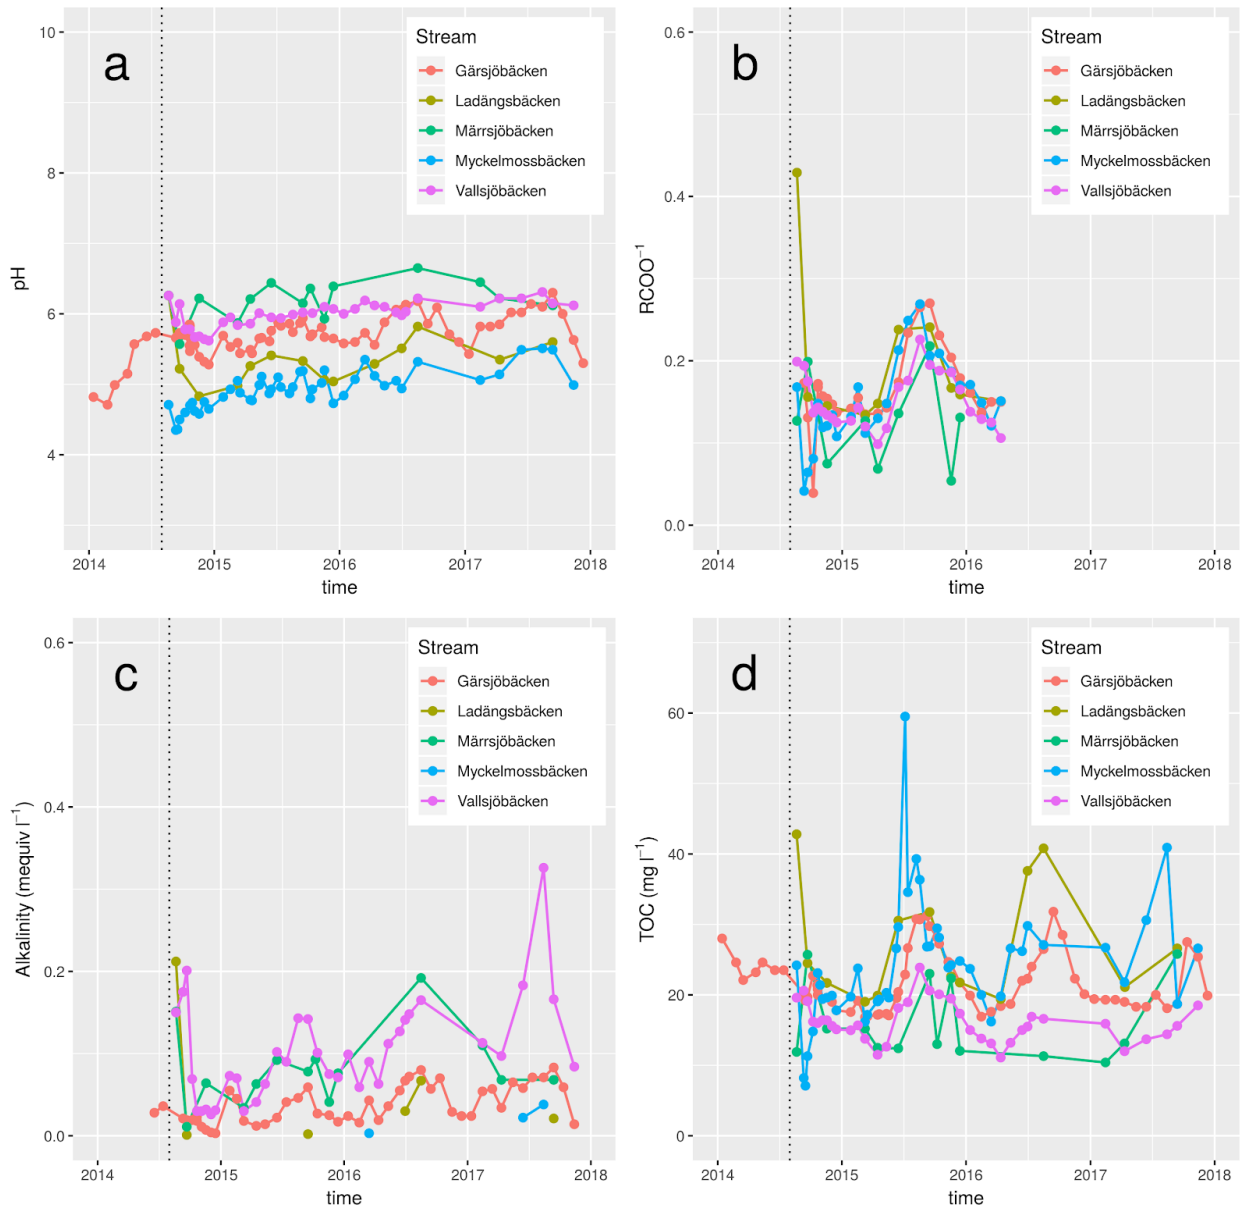 a
Stream
Gärsjöbäcken
Ladängsbäcken
Märrsjöbäcken
Myckelmossbäcken
Vallsjöbäcken
10
8
6
4
pH
2014 2015 2016 2017 2018
time
b
Stream
Gärsjöbäcken
Ladängsbäcken
Märrsjöbäcken
Myckelmossbäcken
Vallsjöbäcken
0.6
0.4
0.2
0.0
RCOO⁻¹
2014 2015 2016 2017 2018
time
c
Stream
Gärsjöbäcken
Ladängsbäcken
Märrsjöbäcken
Myckelmossbäcken
Vallsjöbäcken
0.6
0.4
0.2
0.0
Alkalinity (mequiv l⁻¹)
2014 2015 2016 2017 2018
time
d
Stream
Gärsjöbäcken
Ladängsbäcken
Märrsjöbäcken
Myckelmossbäcken
Vallsjöbäcken
60
40
20
0
TOC (mg l⁻¹)
2014 2015 2016 2017 2018
time